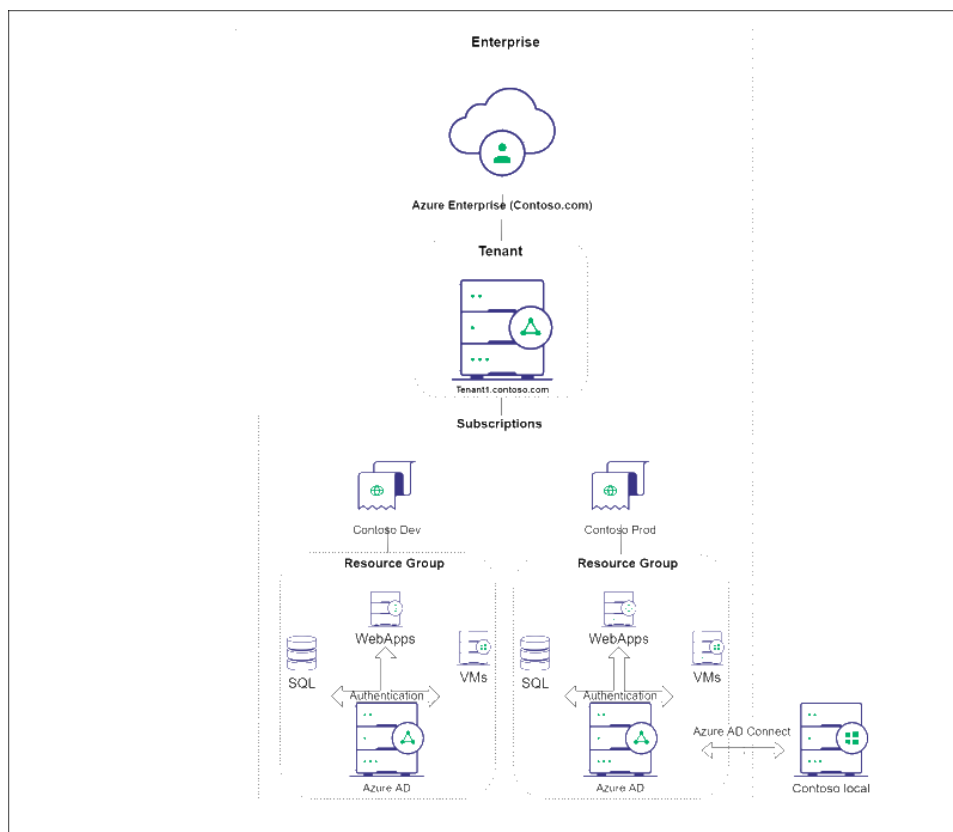 Enterprise
Azure Enterprise (Contoso.com)
Tenant
Tenant1.contoso.com
Subscriptions
Contoso Dev
Contoso Prod
Resource Group
Resource Group
WebApps
WebApps
SQL
VMs
SQL
VMs
Authentication
Authentication
Azure AD Connect
Azure AD
Azure AD
Contoso local